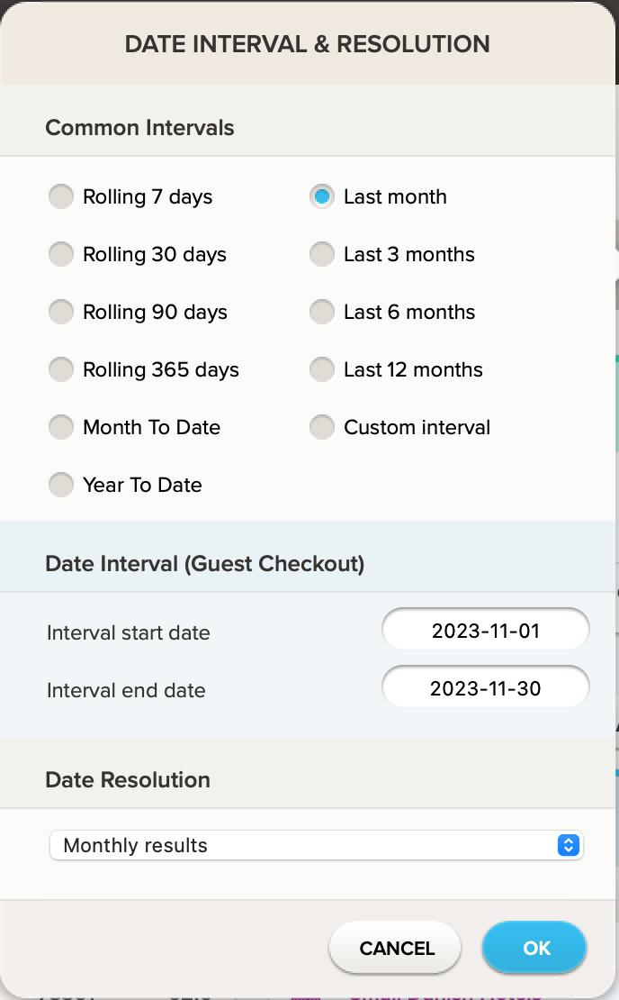 DATE INTERVAL & RESOLUTION
Common Intervals
Rolling 7 days
Last month
Rolling 30 days
Last 3 months
Rolling 90 days
Last 6 months
Rolling 365 days
Last 12 months
Month To Date
Custom interval
Year To Date
Date Interval (Guest Checkout)
Interval start date
2023-11-01
Interval end date
2023-11-30
Date Resolution
Monthly results
CANCEL
OK